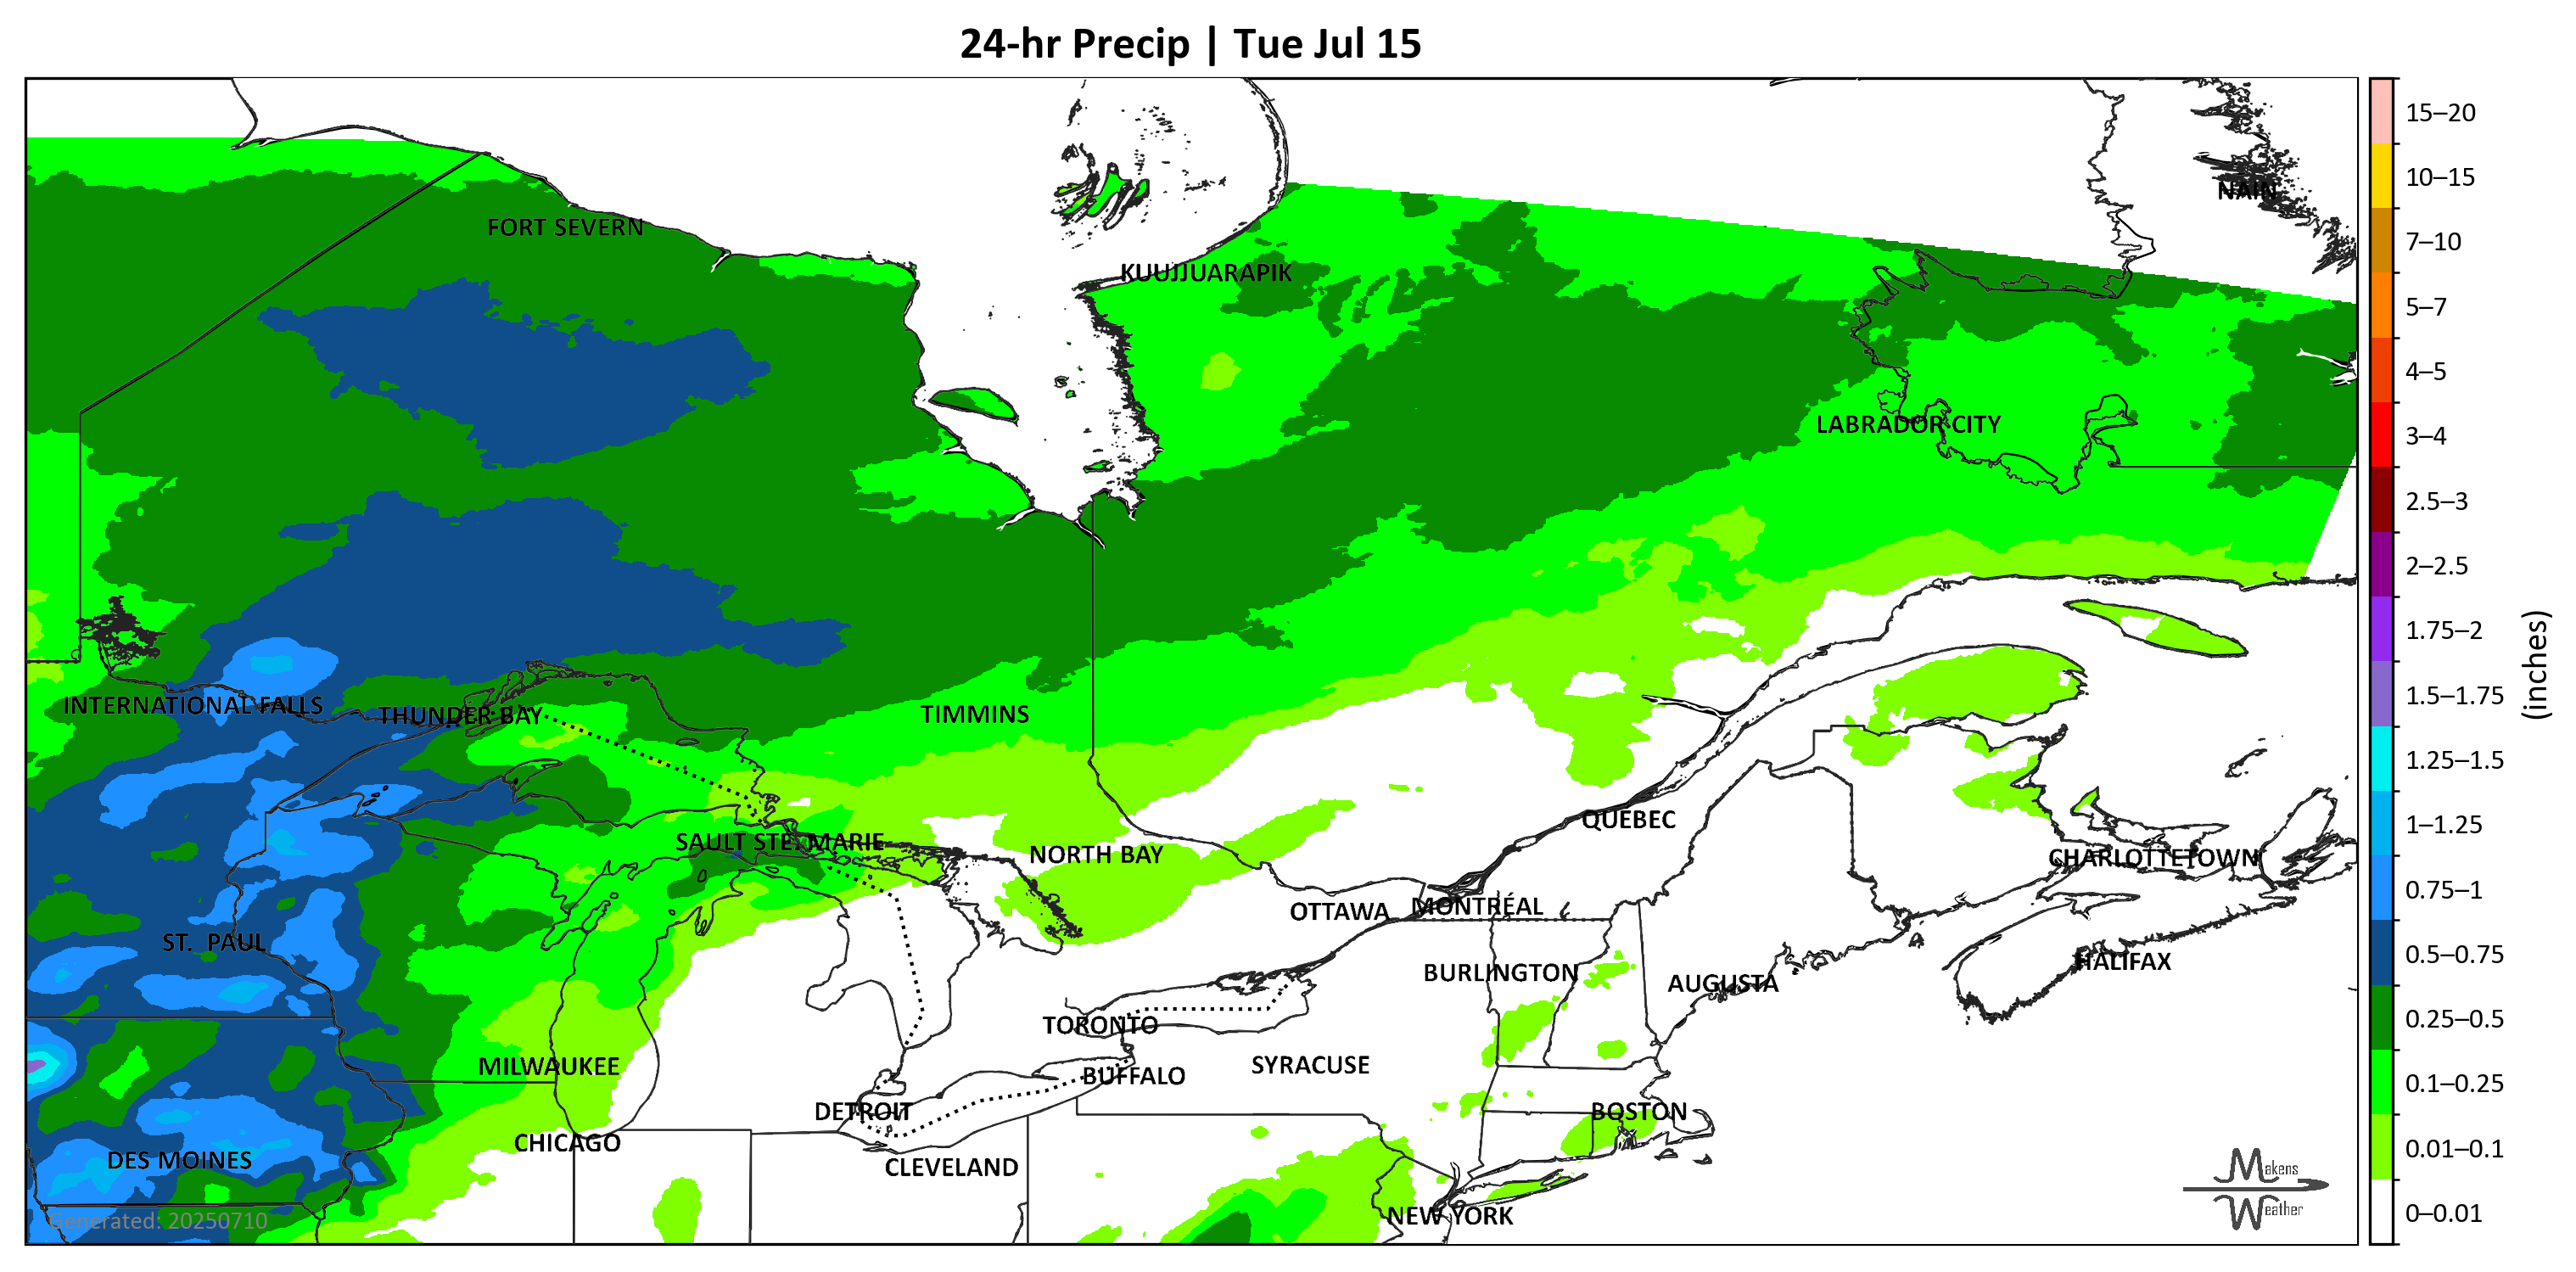 24-hr Precip | Tue Jul 15
15–20
10–15
7–10
5–7
4–5
3–4
2.5–3
2–2.5
1.75–2
1.5–1.75
1.25–1.5
1–1.25
0.75–1
0.5–0.75
0.25–0.5
0.1–0.25
0.01–0.1
0–0.01
(inches)
NAIN
FORT SEVERN
KUUJJUARAPIK
LABRADOR CITY
INTERNATIONAL FALLS
THUNDER BAY
TIMMINS
QUÉBEC
SAULT STE. MARIE
NORTH BAY
CHARLOTTETOWN
OTTAWA
MONTRÉAL
ST. PAUL
HALIFAX
BURLINGTON
AUGUSTA
TORONTO
MILWAUKEE
SYRACUSE
BUFFALO
DETROIT
BOSTON
CHICAGO
DES MOINES
CLEVELAND
NEW YORK
Generated: 20250710
Makens
Weather